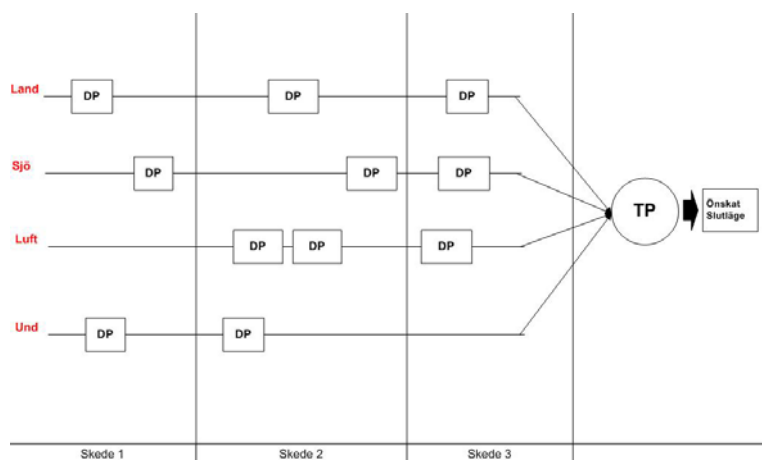 Land
DP
DP
DP
Sjö
DP
DP
DP
Luft
DP
DP
DP
Und
DP
DP
TP
Önskat
Slutläge
Skede 1
Skede 2
Skede 3